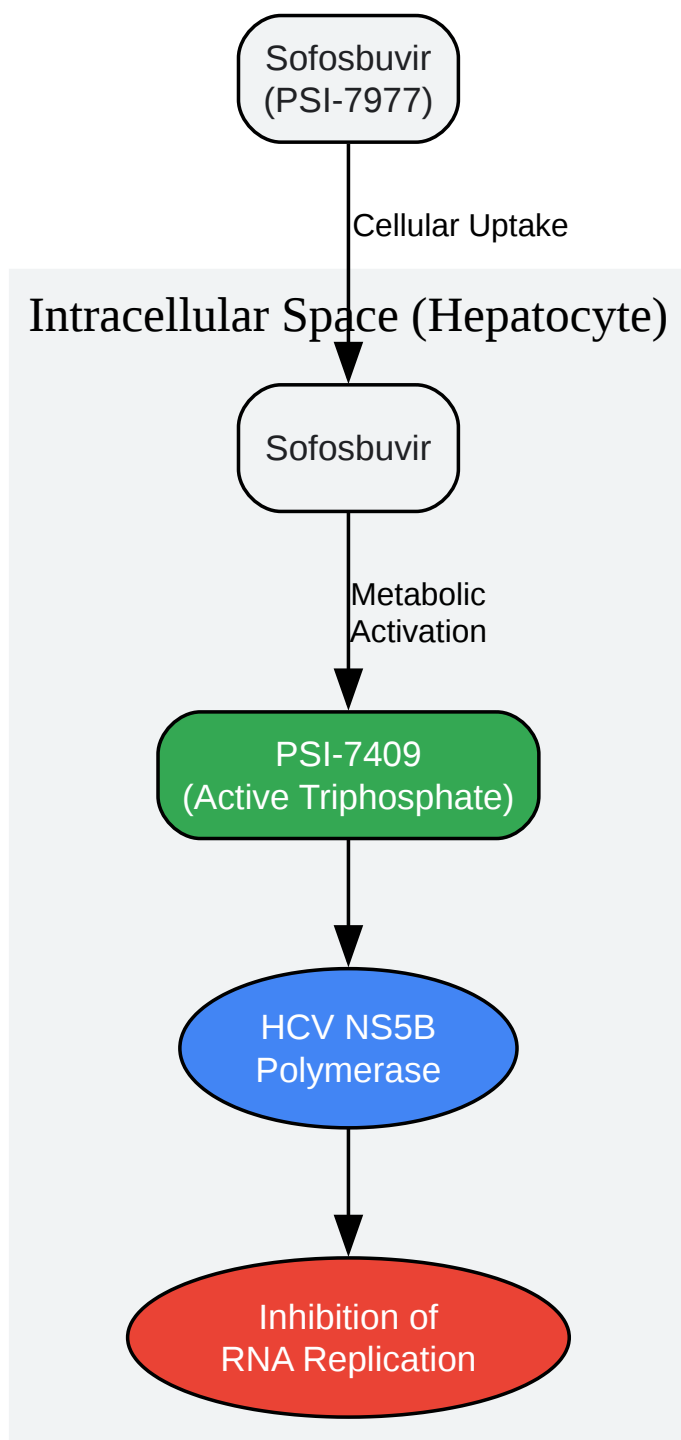 Sofosbuvir
(PSI-7977)
Cellular Uptake
Intracellular Space (Hepatocyte)
Sofosbuvir
Metabolic
Activation
PSI-7409
(Active Triphosphate)
HCV NS5B
Polymerase
Inhibition of
RNA Replication